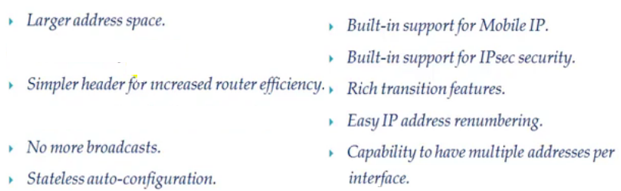 Larger address space.
Simpler header for increased router efficiency.
No more broadcasts.
Stateless auto-configuration.
Built-in support for Mobile IP.
Built-in support for IPsec security.
Rich transition features.
Easy IP address renumbering.
Capability to have multiple addresses per
interface.